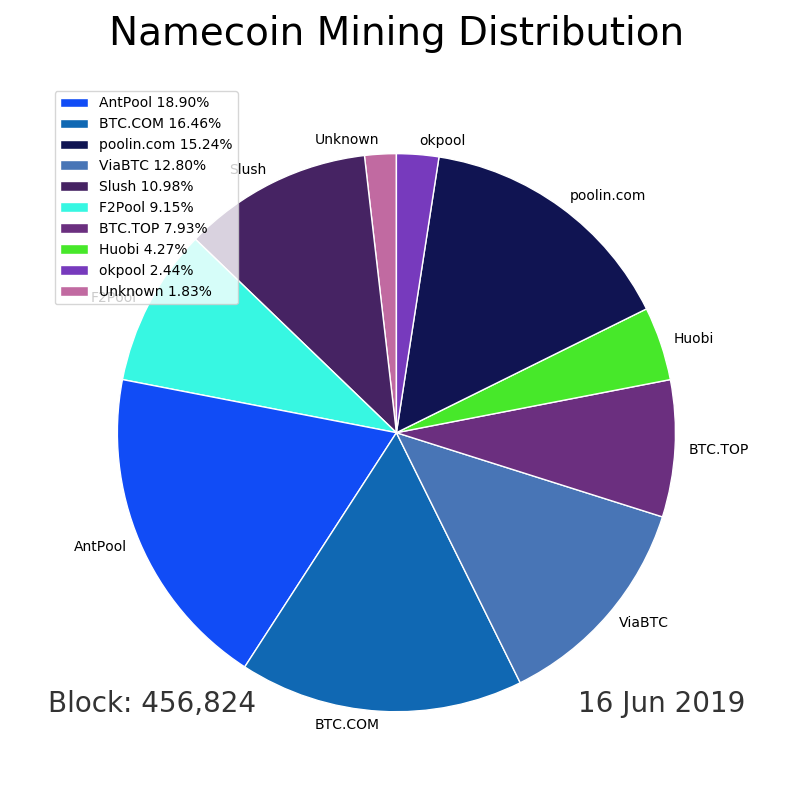 Namecoin Mining Distribution
AntPool 18.90%
BTC.COM 16.46%
poolin.com 15.24%
ViaBTC 12.80%
Slush 10.98%
F2Pool 9.15%
BTC.TOP 7.93%
Huobi 4.27%
okpool 2.44%
Unknown 1.83%
Unknown
okpool
Slush
poolin.com
F2Pool
Huobi
BTC.TOP
AntPool
ViaBTC
BTC.COM
Block: 456,824
16 Jun 2019